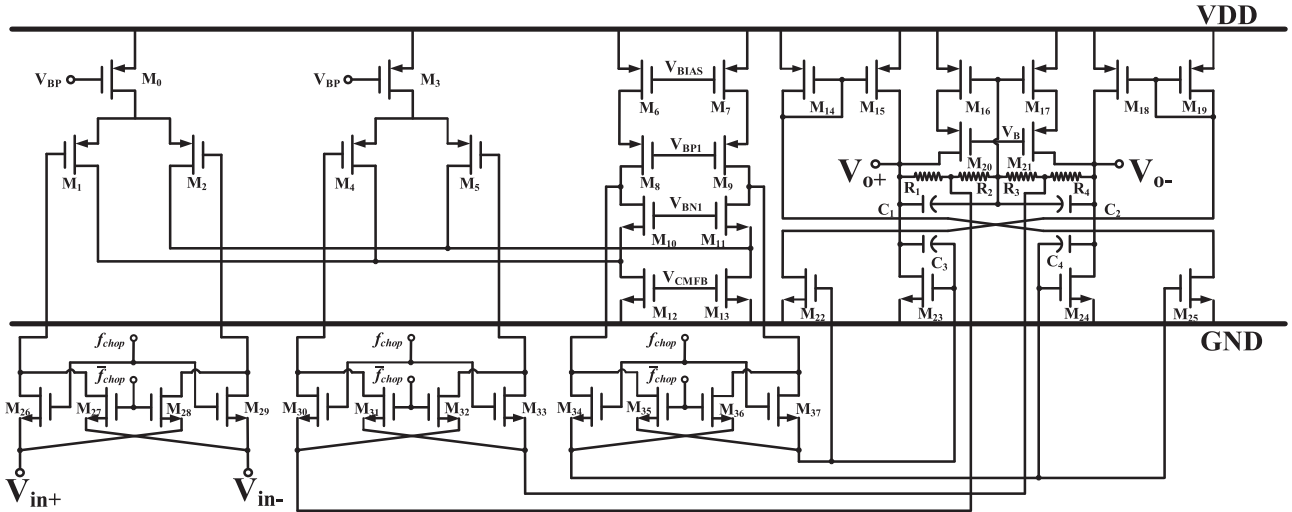 VDD
V_BP M_0
V_BP M_3
V_BIAS
M_6 M_7
M_14 M_15 M_16 M_17 M_18 M_19
M_1 M_2 M_4 M_5
V_BP1
M_8 M_9
V_B
M_20 M_21
V_o+ V_o-
R_1 R_2 R_3 R_4
V_BN1
M_10 M_11
C_1 C_2
C_3 C_4
V_CMFB
M_12 M_13
M_22 M_23 M_24 M_25
GND
f_chop f_chop f_chop
f̅_chop f̅_chop f̅_chop
M_26 M_27 M_28 M_29 M_30 M_31 M_32 M_33 M_34 M_35 M_36 M_37
V_in+ V_in-